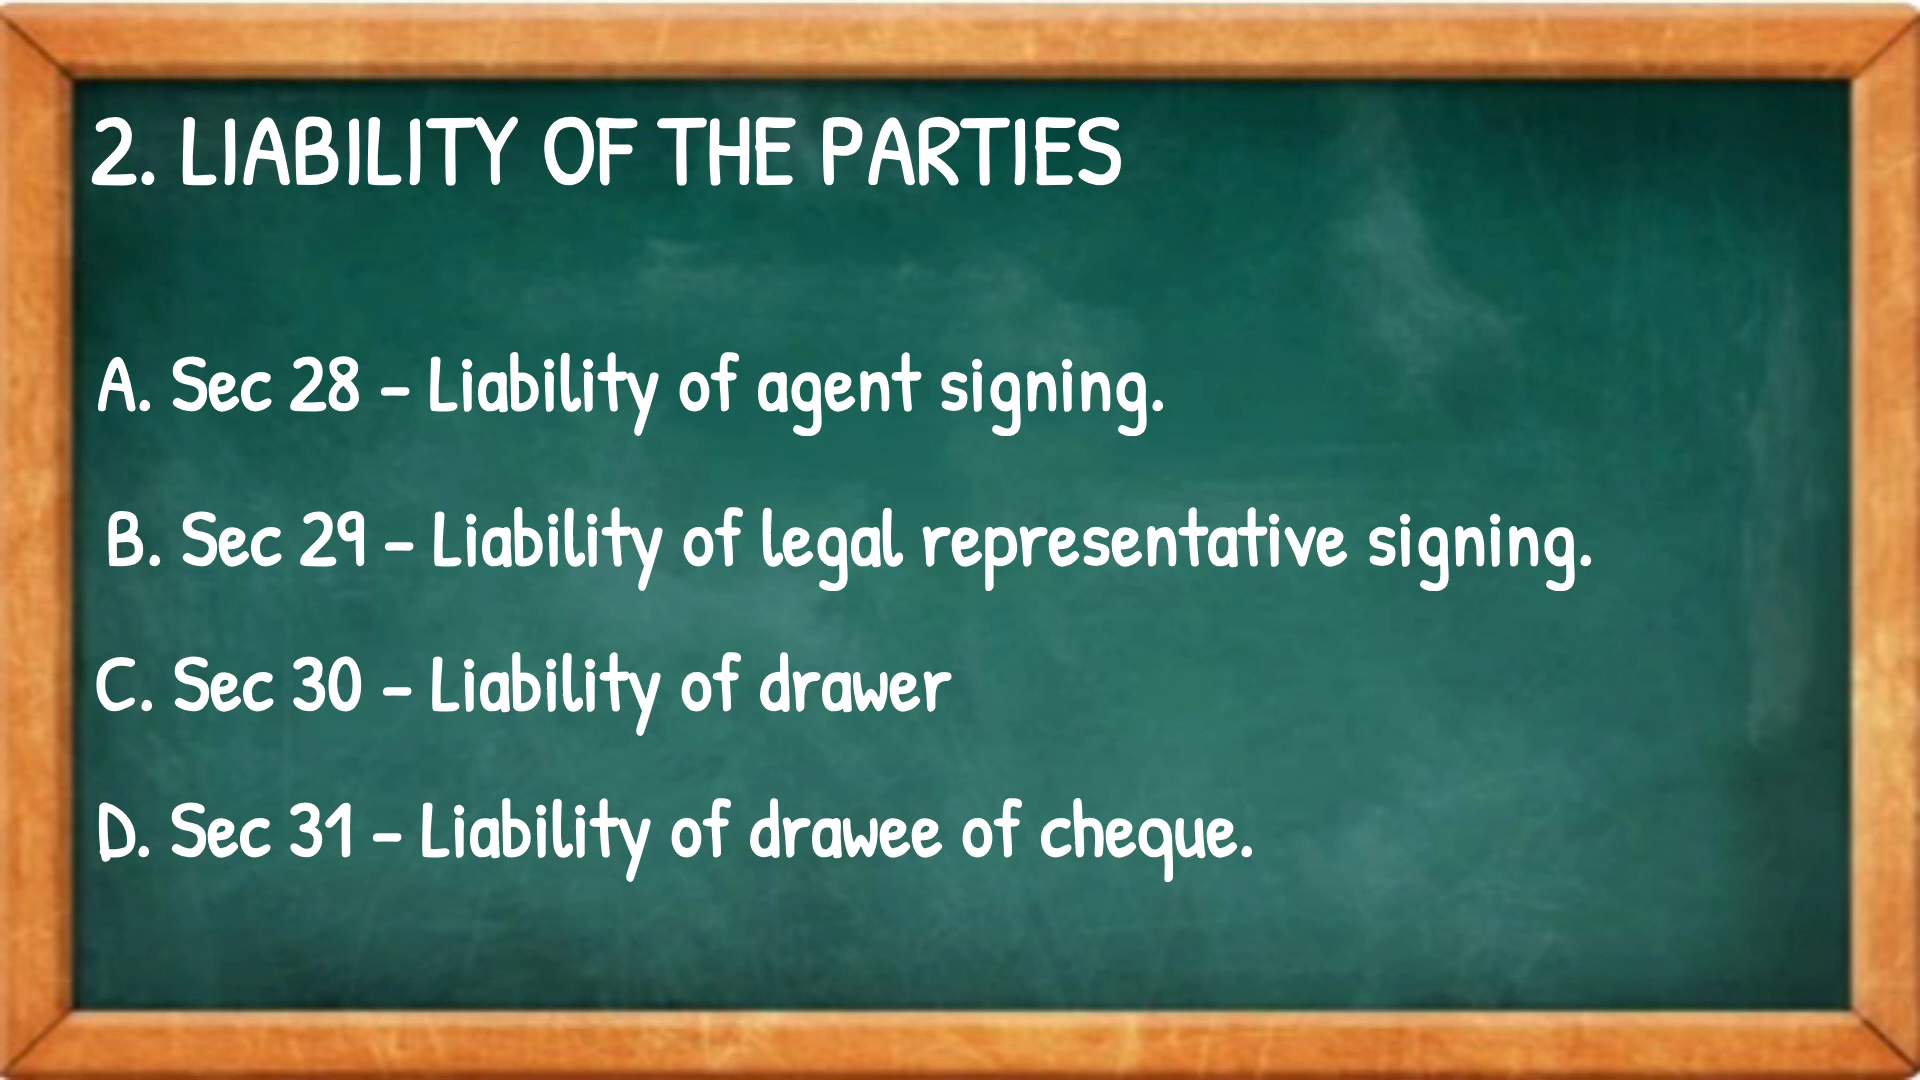 2. LIABILITY OF THE PARTIES
A. Sec 28 - Liability of agent signing.
B. Sec 29 - Liability of legal representative signing.
C. Sec 30 - Liability of drawer
D. Sec 31 - Liability of drawee of cheque.